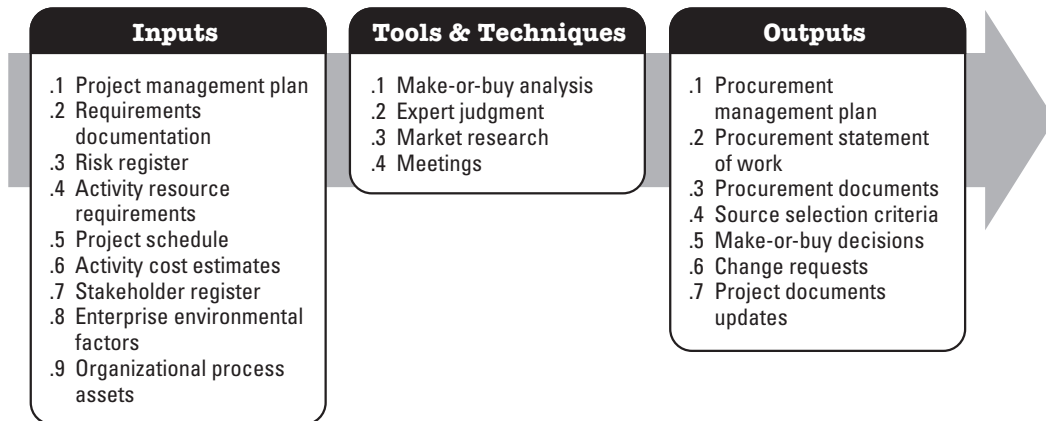 Inputs
.1 Project management plan
.2 Requirements
documentation
.3 Risk register
.4 Activity resource
requirements
.5 Project schedule
.6 Activity cost estimates
.7 Stakeholder register
.8 Enterprise environmental
factors
.9 Organizational process
assets
Tools & Techniques
.1 Make-or-buy analysis
.2 Expert judgment
.3 Market research
.4 Meetings
Outputs
.1 Procurement
management plan
.2 Procurement statement
of work
.3 Procurement documents
.4 Source selection criteria
.5 Make-or-buy decisions
.6 Change requests
.7 Project documents
updates